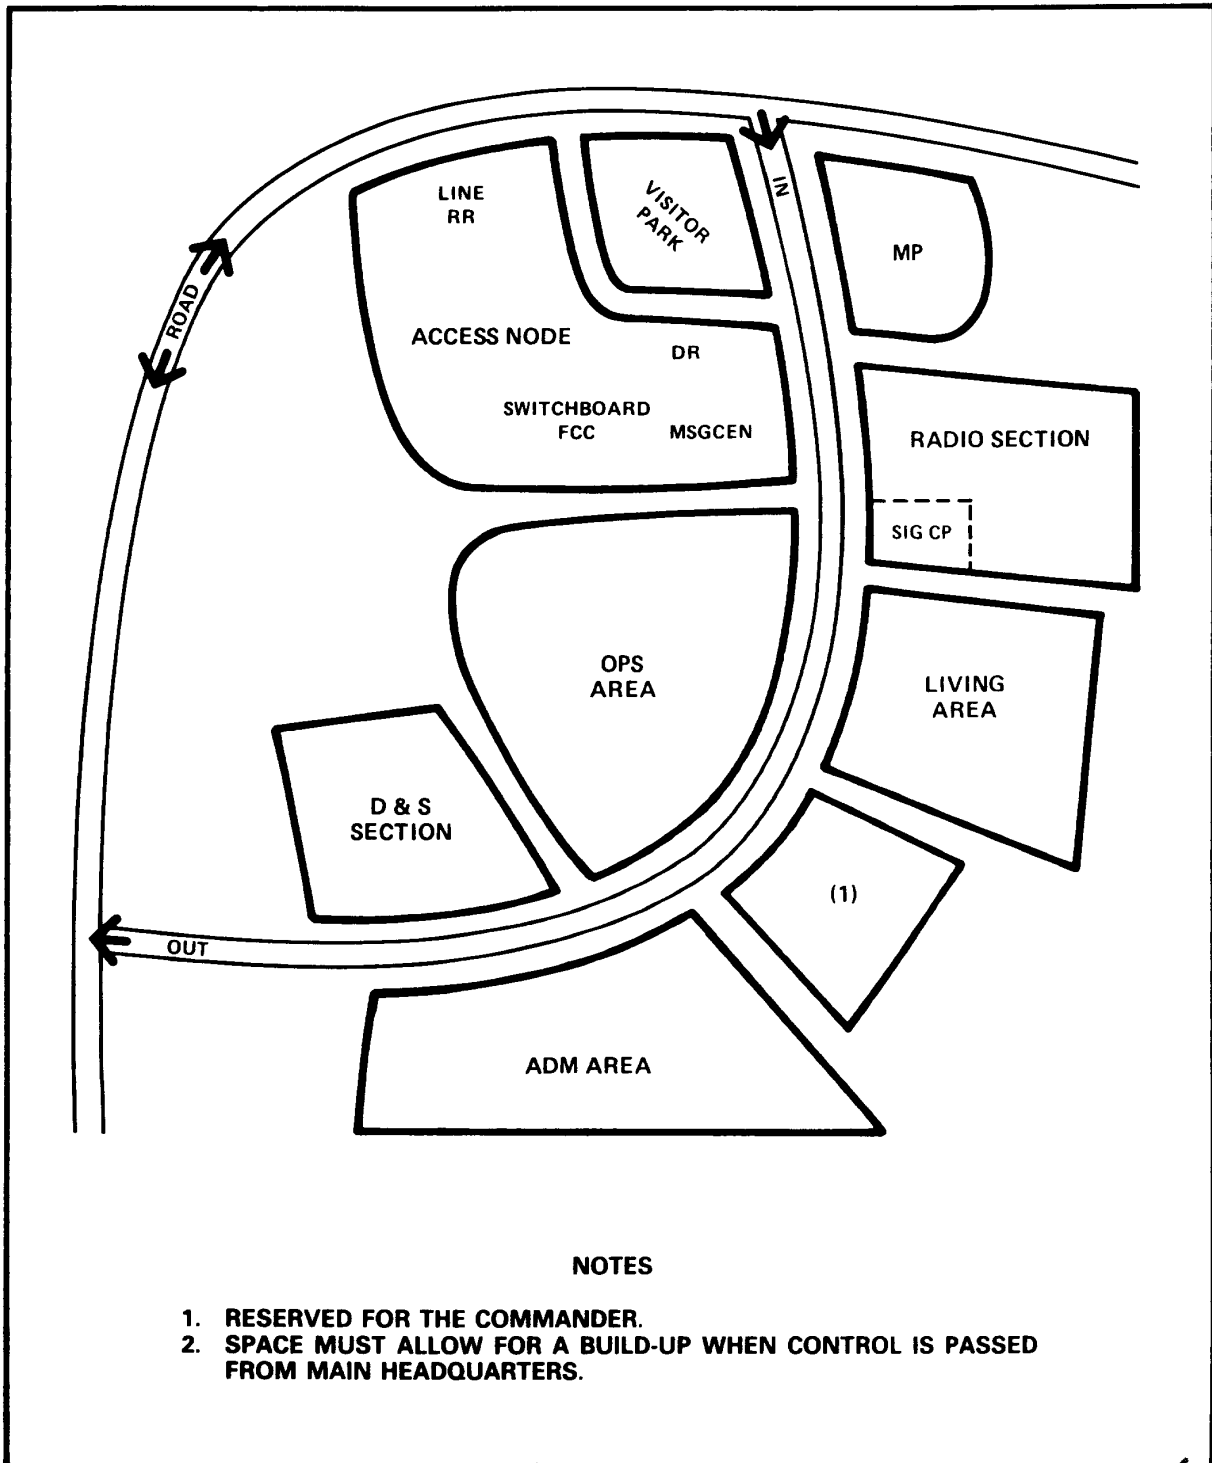 IN
LINE
RR
VISITOR
PARK
MP
ROAD
ACCESS NODE
DR
SWITCHBOARD
FCC
MSGCEN
RADIO SECTION
SIG CP
OPS
AREA
LIVING
AREA
D & S
SECTION
(1)
OUT
ADM AREA
NOTES
1. RESERVED FOR THE COMMANDER.
2. SPACE MUST ALLOW FOR A BUILD-UP WHEN CONTROL IS PASSED
FROM MAIN HEADQUARTERS.